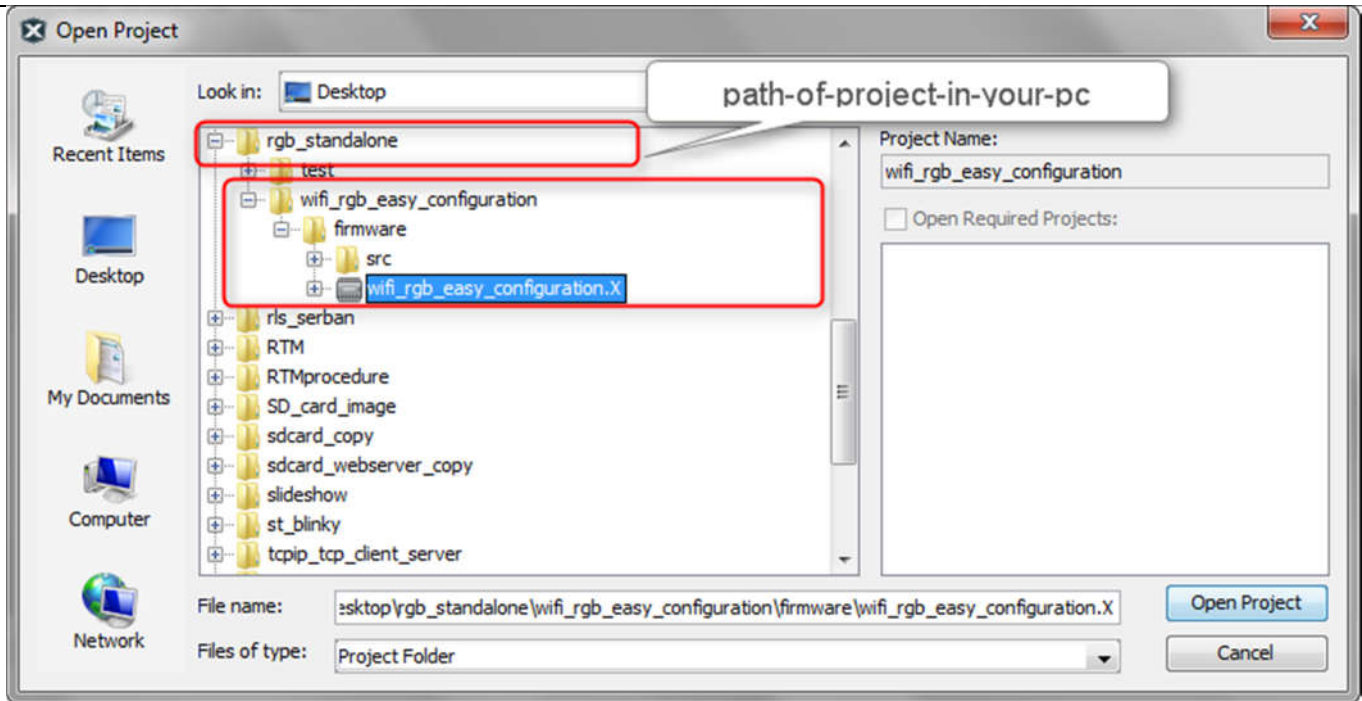 Open Project
Look in: Desktop
path-of-project-in-your-pc
Recent Items
Desktop
My Documents
Computer
Network
rgb_standalone
test
wifi_rgb_easy_configuration
firmware
src
wifi_rgb_easy_configuration.X
rls_serban
RTM
RTMprocedure
SD_card_image
sdcard_copy
sdcard_webserver_copy
slideshow
st_blinky
tcpip_tcp_client_server
Project Name:
wifi_rgb_easy_configuration
Open Required Projects:
File name: esktop\rgb_standalone\wifi_rgb_easy_configuration\firmware\wifi_rgb_easy_configuration.X
Open Project
Files of type: Project Folder
Cancel